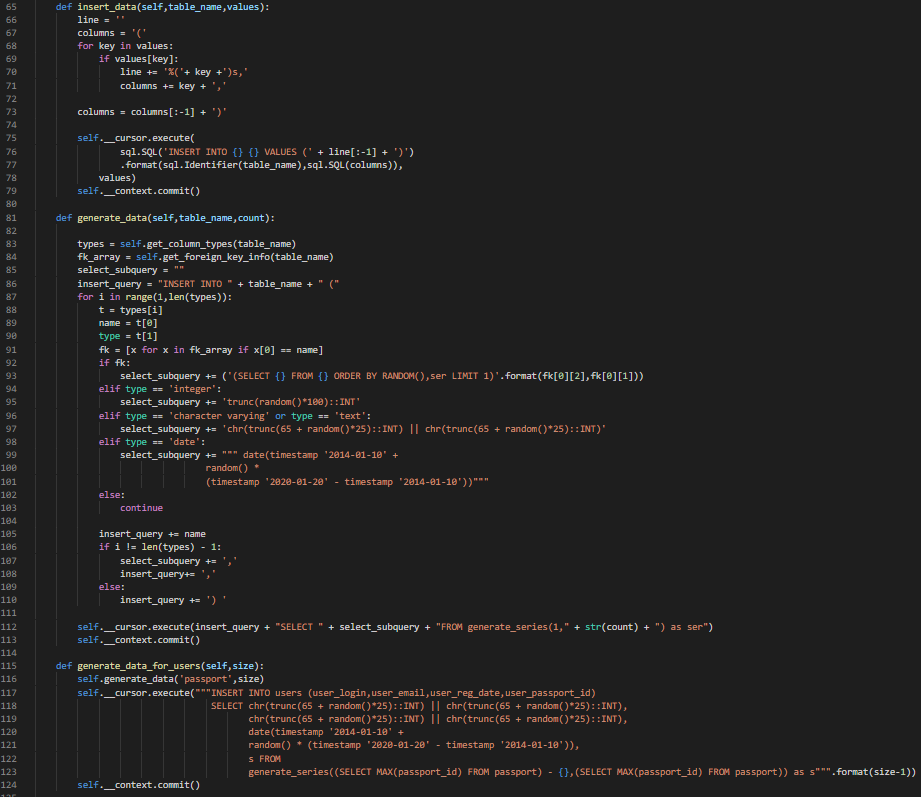 65 def insert_data(self,table_name,values):
66 line = ''
67 columns = '('
68 for key in values:
69 if values[key]:
70 line += '%('+ key +')s,'
71 columns += key + ','
72
73 columns = columns[:-1] + ')'
74
75 self.__cursor.execute(
76 sql.SQL('INSERT INTO {} {} VALUES (' + line[:-1] + ')')
77 .format(sql.Identifier(table_name),sql.SQL(columns)),
78 values)
79 self.__context.commit()
80
81 def generate_data(self,table_name,count):
82
83 types = self.get_column_types(table_name)
84 fk_array = self.get_foreign_key_info(table_name)
85 select_subquery = ""
86 insert_query = "INSERT INTO " + table_name + " ("
87 for i in range(1,len(types)):
88 t = types[i]
89 name = t[0]
90 type = t[1]
91 fk = [x for x in fk_array if x[0] == name]
92 if fk:
93 select_subquery += ('(SELECT {} FROM {} ORDER BY RANDOM(),ser LIMIT 1)'.format(fk[0][2],fk[0][1]))
94 elif type == 'integer':
95 select_subquery += 'trunc(random()*100)::INT'
96 elif type == 'character varying' or type == 'text':
97 select_subquery += 'chr(trunc(65 + random()*25)::INT) || chr(trunc(65 + random()*25)::INT)'
98 elif type == 'date':
99 select_subquery += """ date(timestamp '2014-01-10' +
100 random() *
101 (timestamp '2020-01-20' - timestamp '2014-01-10'))"""
102 else:
103 continue
104
105 insert_query += name
106 if i != len(types) - 1:
107 select_subquery += ','
108 insert_query+= ','
109 else:
110 insert_query += ') '
111
112 self.__cursor.execute(insert_query + "SELECT " + select_subquery + "FROM generate_series(1," + str(count) + ") as ser")
113 self.__context.commit()
114
115 def generate_data_for_users(self,size):
116 self.generate_data('passport',size)
117 self.__cursor.execute("""INSERT INTO users (user_login,user_email,user_reg_date,user_passport_id)
118 SELECT chr(trunc(65 + random()*25)::INT) || chr(trunc(65 + random()*25)::INT),
119 chr(trunc(65 + random()*25)::INT) || chr(trunc(65 + random()*25)::INT),
120 date(timestamp '2014-01-10' +
121 random() * (timestamp '2020-01-20' - timestamp '2014-01-10')),
122 s FROM
123 generate_series((SELECT MAX(passport_id) FROM passport) - {},(SELECT MAX(passport_id) FROM passport)) as s""".format(size-1))
124 self.__context.commit()